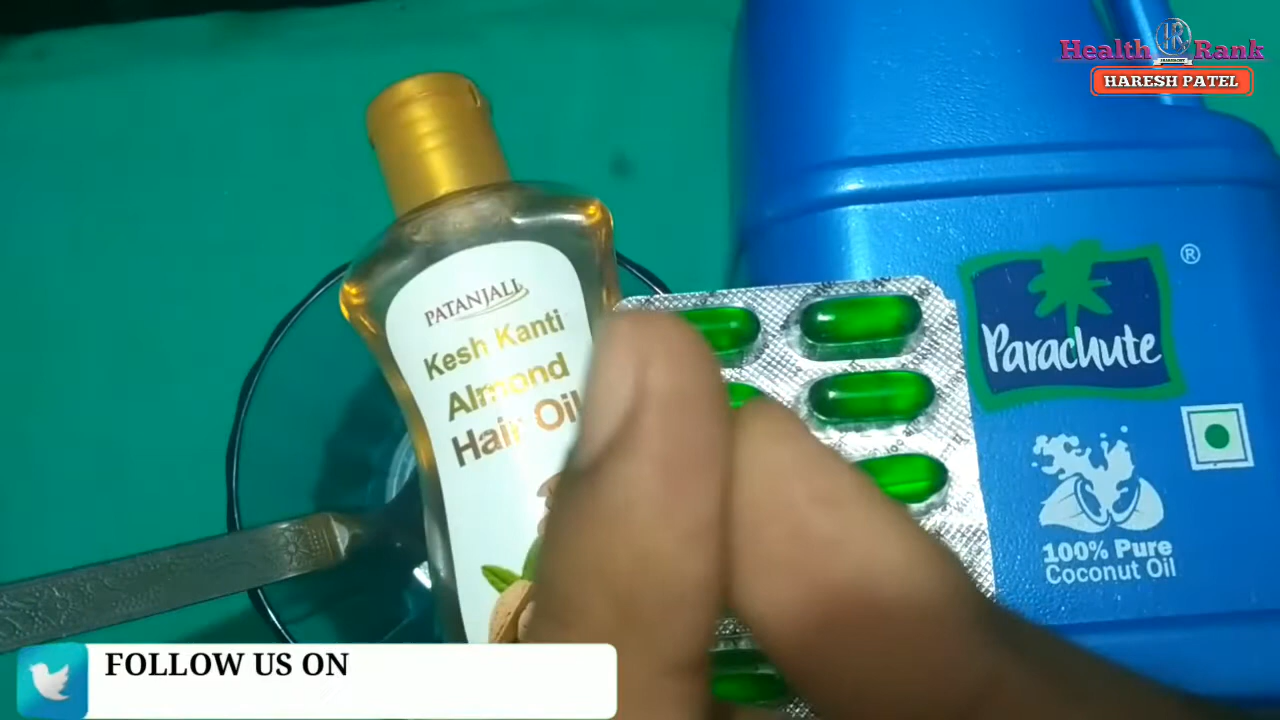 Health Rank
HARESH PATEL
PATANJALI
Kesh Kanti
Almond
Hair Oil
Parachute
®
100% Pure
Coconut Oil
FOLLOW US ON